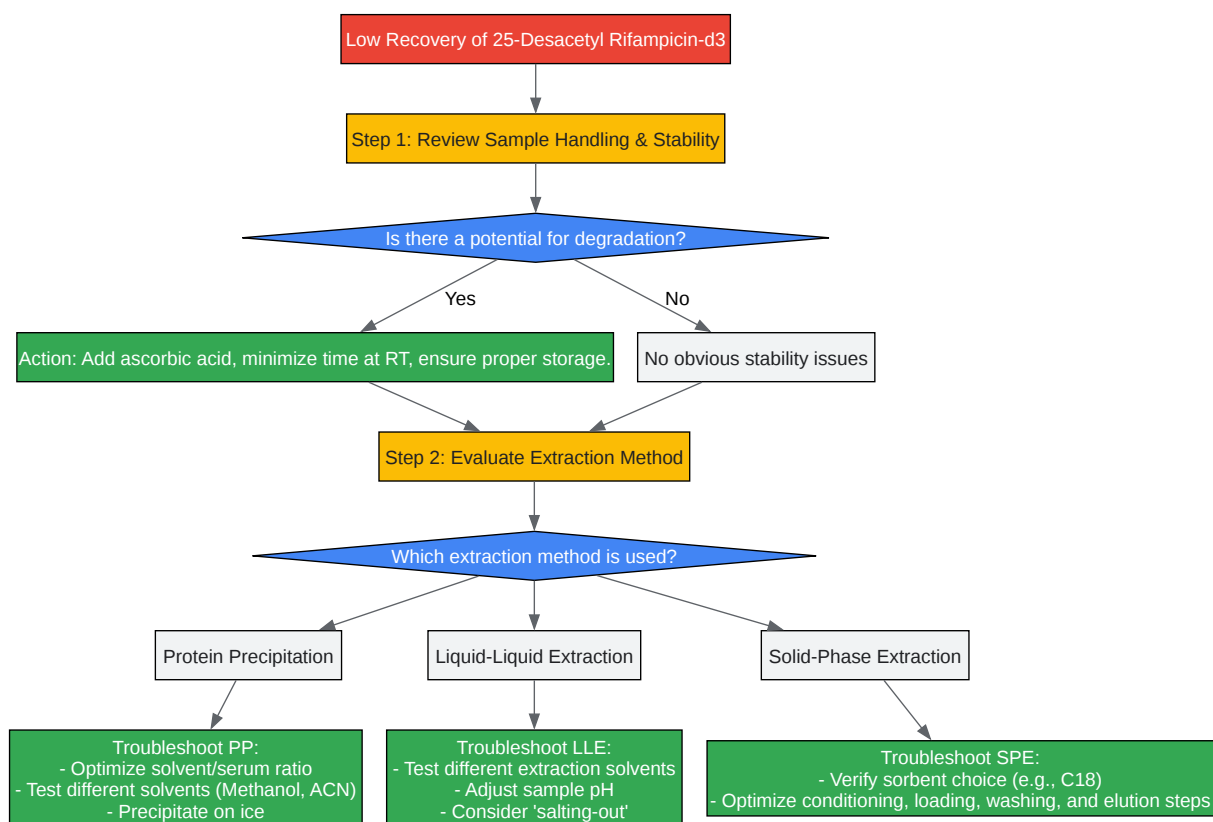 Low Recovery of 25-Desacetyl Rifampicin-d3
Step 1: Review Sample Handling & Stability
Is there a potential for degradation?
Yes
No
Action: Add ascorbic acid, minimize time at RT, ensure proper storage.
No obvious stability issues
Step 2: Evaluate Extraction Method
Which extraction method is used?
Protein Precipitation
Liquid-Liquid Extraction
Solid-Phase Extraction
Troubleshoot PP:
- Optimize solvent/serum ratio
- Test different solvents (Methanol, ACN)
- Precipitate on ice
Troubleshoot LLE:
- Test different extraction solvents
- Adjust sample pH
- Consider 'salting-out'
Troubleshoot SPE:
- Verify sorbent choice (e.g., C18)
- Optimize conditioning, loading, washing, and elution steps